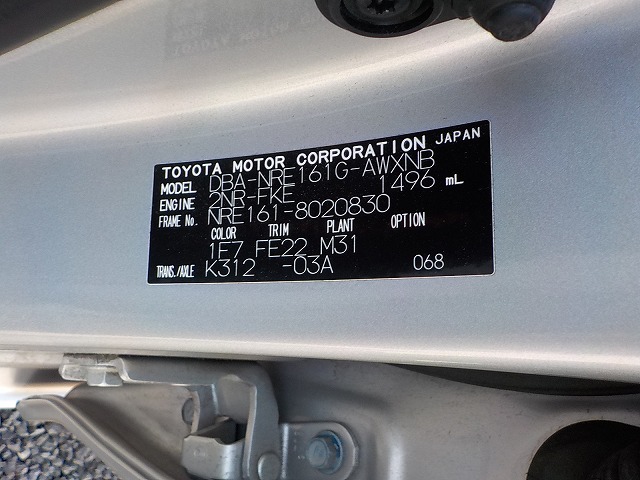 TOYOTA MOTOR CORPORATION JAPAN
MODEL DBA-NRE161G-AWXNB
ENGINE 2NR-FKE 1496 mL
FRAME No. NRE161-8020830
COLOR TRIM PLANT OPTION
1F7 FE22 M31
TRANS./AXLE K312 -03A 068